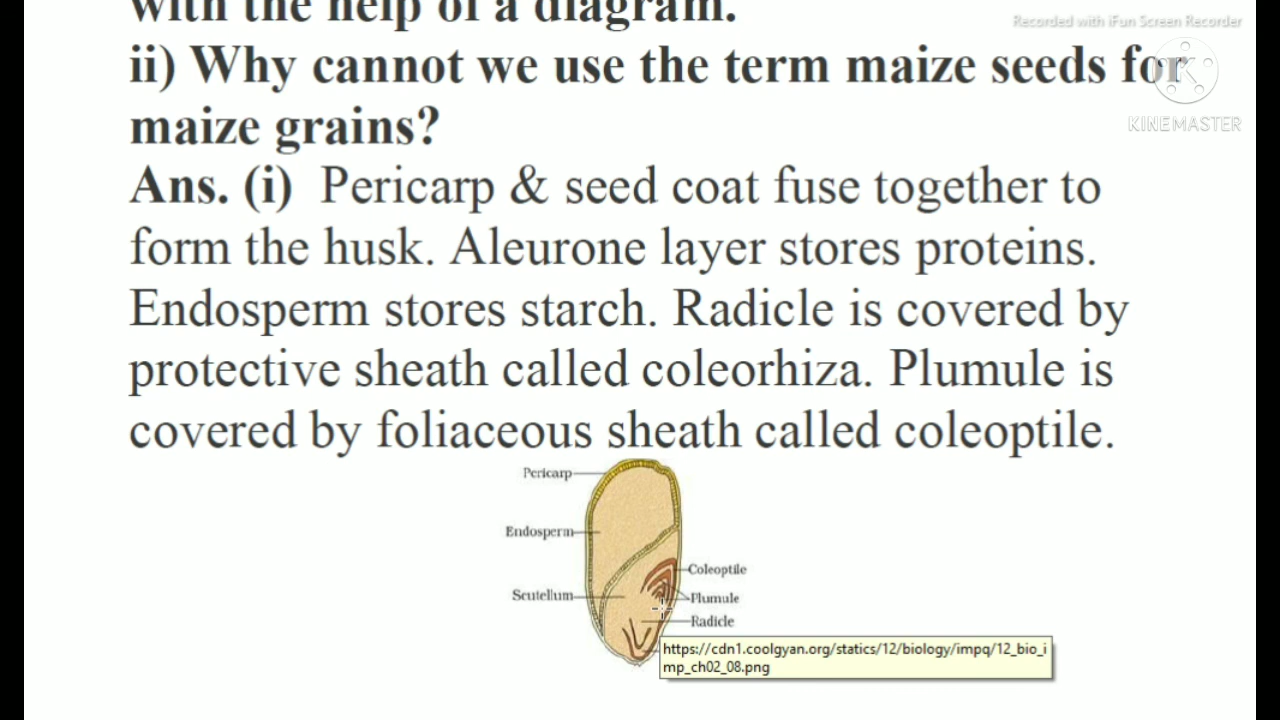 with the help of a diagram.
Recorded with iFun Screen Recorder
ii) Why cannot we use the term maize seeds for
maize grains?
KINEMASTER
Ans. (i) Pericarp & seed coat fuse together to
form the husk. Aleurone layer stores proteins.
Endosperm stores starch. Radicle is covered by
protective sheath called coleorhiza. Plumule is
covered by foliaceous sheath called coleoptile.
Pericarp
Endosperm
Coleoptile
Scutellum
Plumule
Radicle
https://cdn1.coolgyan.org/statics/12/biology/impq/12_bio_i
mp_ch02_08.png